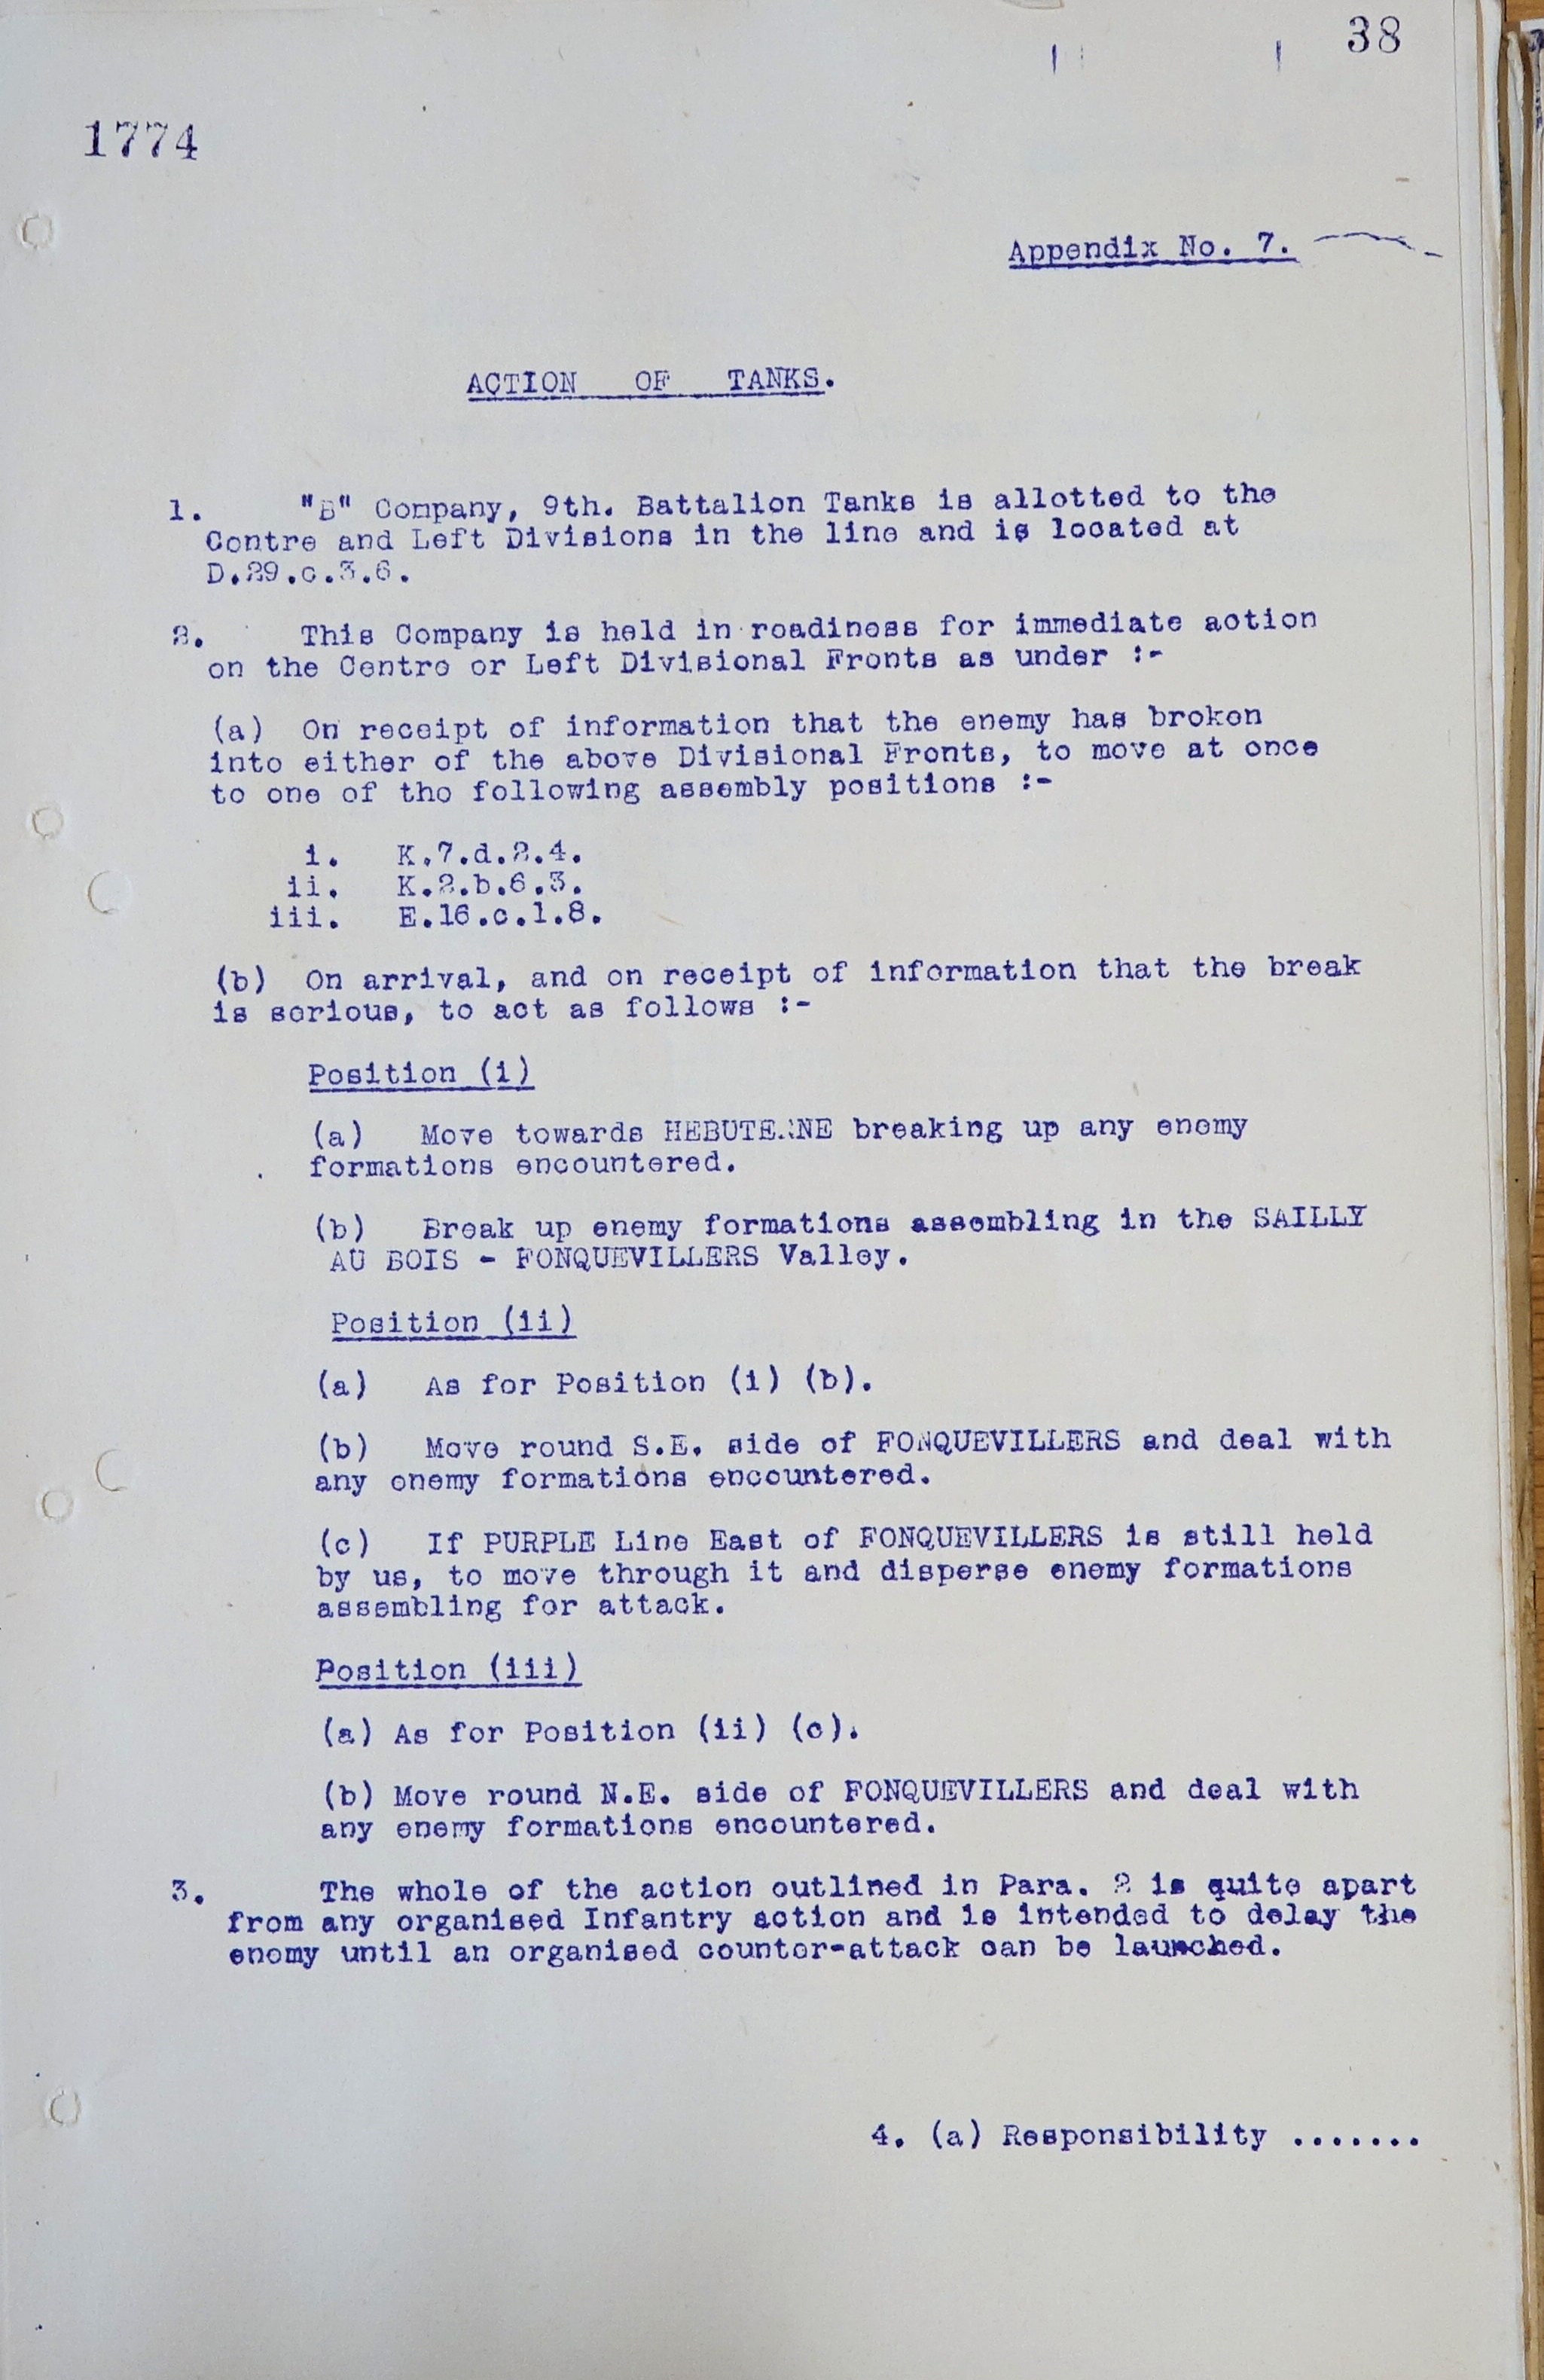 38
1774
Appendix No. 7.
ACTION OF TANKS.
1. "B" Company, 9th. Battalion Tanks is allotted to the
Centre and Left Divisions in the line and is located at
D.29.c.3.6.
2. This Company is held in readiness for immediate action
on the Centre or Left Divisional Fronts as under :-
(a) On receipt of information that the enemy has broken
into either of the above Divisional Fronts, to move at once
to one of the following assembly positions :-
i. K.7.d.2.4.
ii. K.2.b.6.3.
iii. E.16.c.1.8.
(b) On arrival, and on receipt of information that the break
is serious, to act as follows :-
Position (i)
(a) Move towards HEBUTERNE breaking up any enemy
formations encountered.
(b) Break up enemy formations assembling in the SAILLY
AU BOIS - FONQUEVILLERS Valley.
Position (ii)
(a) As for Position (i) (b).
(b) Move round S.E. side of FONQUEVILLERS and deal with
any enemy formations encountered.
(c) If PURPLE Line East of FONQUEVILLERS is still held
by us, to move through it and disperse enemy formations
assembling for attack.
Position (iii)
(a) As for Position (ii) (c).
(b) Move round N.E. side of FONQUEVILLERS and deal with
any enemy formations encountered.
3. The whole of the action outlined in Para. 2 is quite apart
from any organised Infantry action and is intended to delay the
enemy until an organised counter-attack can be launched.
4. (a) Responsibility .......